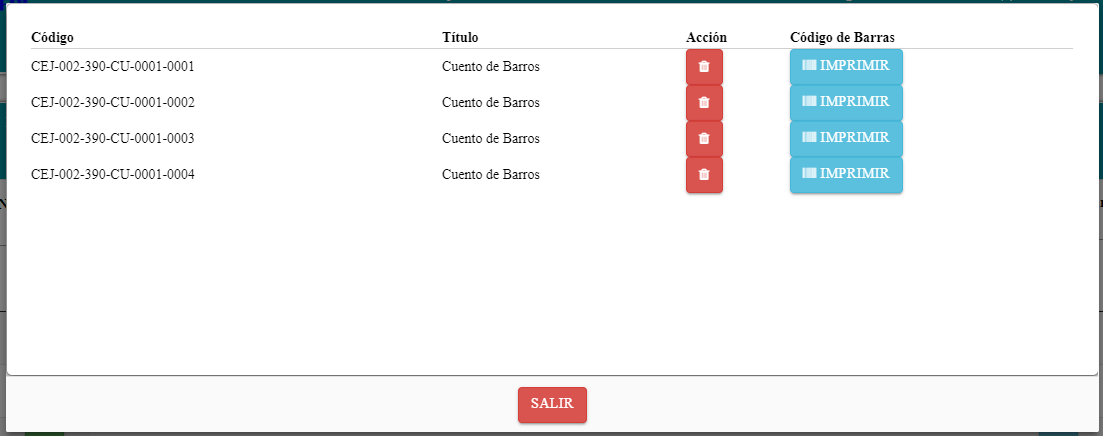 Código Título Acción Código de Barras
CEJ-002-390-CU-0001-0001 Cuento de Barros IMPRIMIR
CEJ-002-390-CU-0001-0002 Cuento de Barros IMPRIMIR
CEJ-002-390-CU-0001-0003 Cuento de Barros IMPRIMIR
CEJ-002-390-CU-0001-0004 Cuento de Barros IMPRIMIR
SALIR